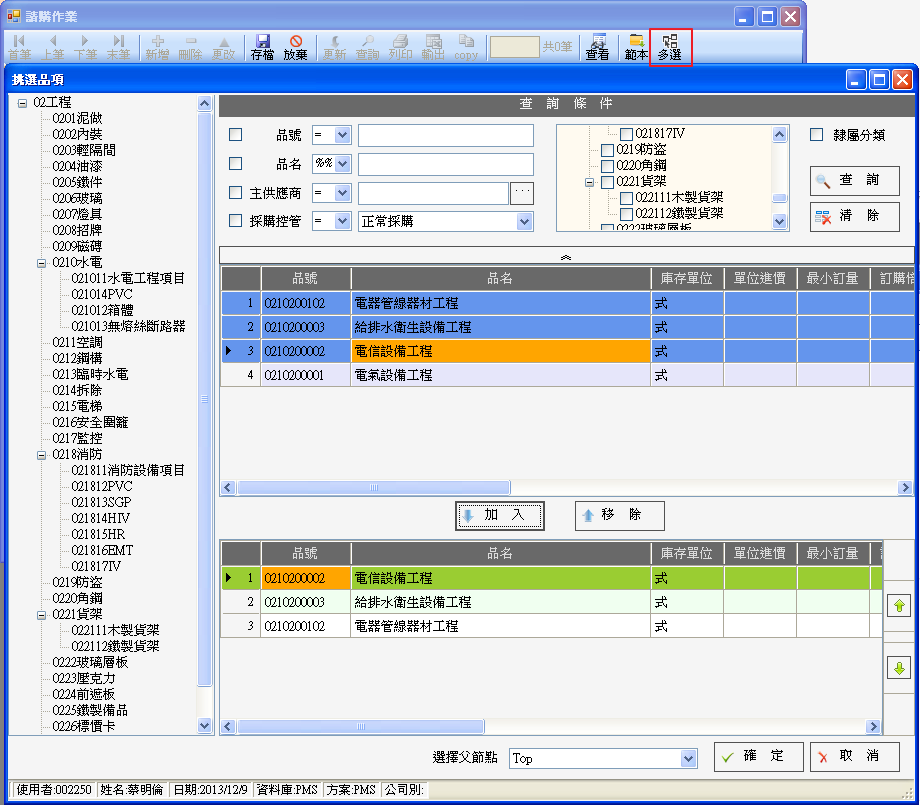 請購作業
首筆 上筆 下筆 末筆 新增 刪除 更改 存檔 放棄 更新 查詢 列印 輸出 copy 共0筆 查看 範本 多選
挑選品項
02工程
0201泥做
0202內裝
0203輕隔間
0204油漆
0205鐵件
0206玻璃
0207燈具
0208招牌
0209磁磚
0210水電
021011水電工程項目
021014PVC
021012箱體
021013無熔絲斷路器
0211空調
0212鋼構
0213臨時水電
0214拆除
0215電梯
0216安全圍籬
0217監控
0218消防
021811消防設備項目
021812PVC
021813SGP
021814HIV
021815HR
021816EMT
021817IV
0219防盜
0220角鋼
0221貨架
022111木製貨架
022112鐵製貨架
0222玻璃層板
0223壓克力
0224前遮板
0225鐵製備品
0226標價卡
查 詢 條 件
品號 =
品名 %%
主供應商 = ...
採購控管 = 正常採購
021817IV
0219防盜
0220角鋼
0221貨架
022111木製貨架
022112鐵製貨架
0222玻璃層板
隸屬分類
查 詢
清 除
品號 品名 庫存單位 單位進價 最小訂量 訂購倍
1 0210200102 電器管線器材工程 式
2 0210200003 給排水衛生設備工程 式
3 0210200002 電信設備工程 式
4 0210200001 電氣設備工程 式
加 入 移 除
品號 品名 庫存單位 單位進價 最小訂量
1 0210200002 電信設備工程 式
2 0210200003 給排水衛生設備工程 式
3 0210200102 電器管線器材工程 式
選擇父節點 Top 確 定 取 消
使用者:002250 姓名:蔡明倫 日期:2013/12/9 資料庫:PMS 方案:PMS 公司別: